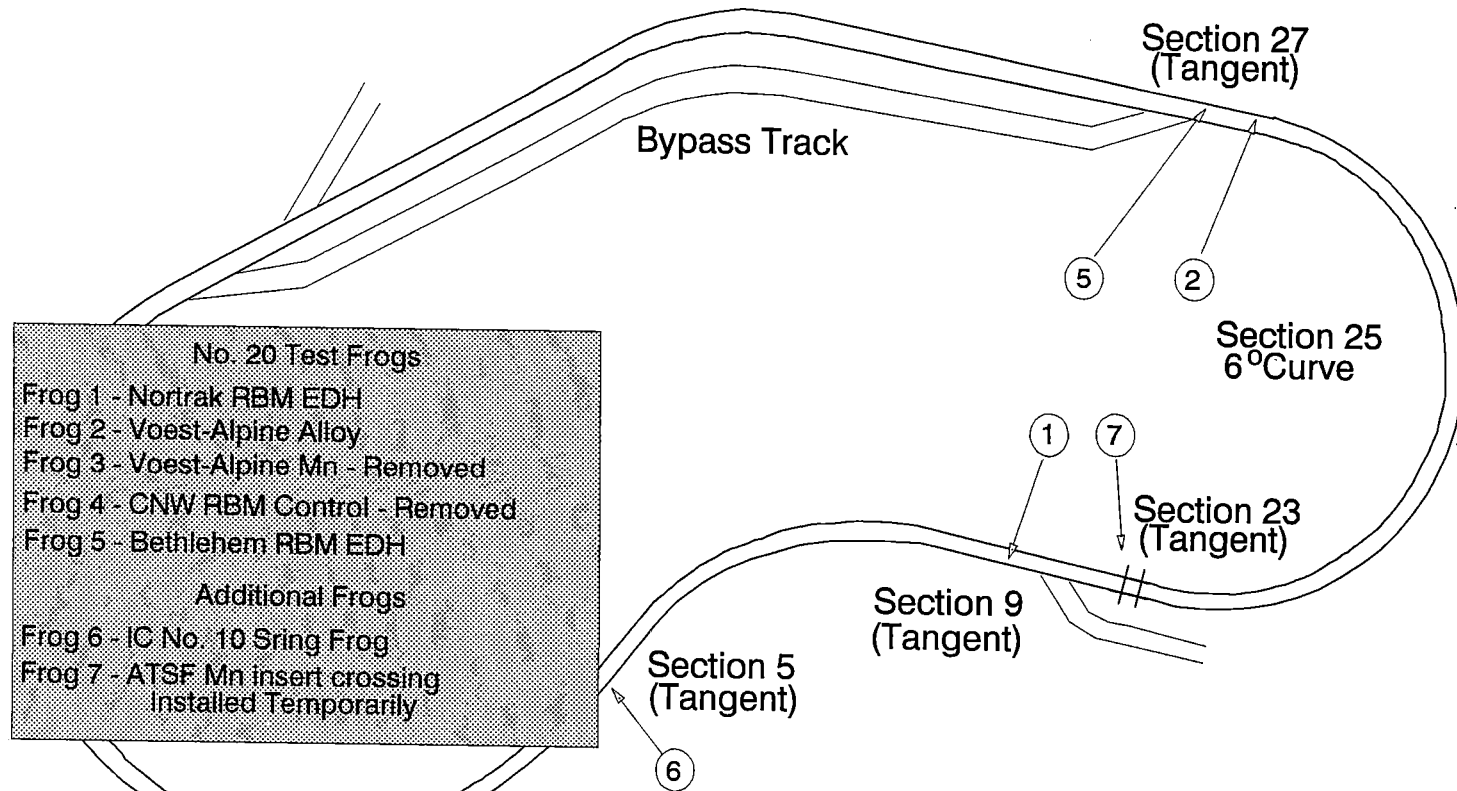 Section 27
(Tangent)
Bypass Track
5
2
Section 25
6°Curve
No. 20 Test Frogs
Frog 1 - Nortrak RBM EDH
Frog 2 - Voest-Alpine Alloy
Frog 3 - Voest-Alpine Mn - Removed
Frog 4 - CNW RBM Control - Removed
Frog 5 - Bethlehem RBM EDH
Additional Frogs
Frog 6 - IC No. 10 Sring Frog
Frog 7 - ATSF Mn insert crossing
Installed Temporarily
1
7
Section 23
(Tangent)
Section 9
(Tangent)
Section 5
(Tangent)
6